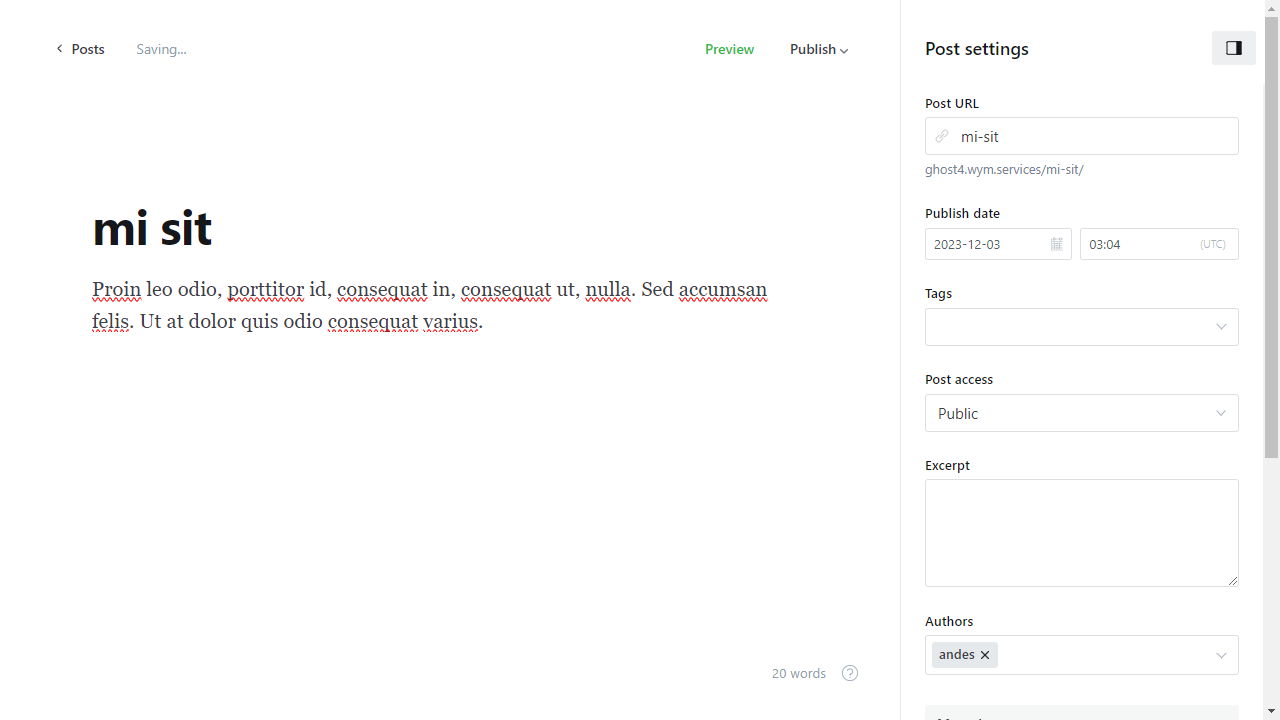 Posts
Saving...
Preview
Publish
Post settings
Post URL
mi-sit
ghost4.wym.services/mi-sit/
Publish date
2023-12-03
03:04
(UTC)
Tags
Post access
Public
Excerpt
Authors
andes
mi sit
Proin leo odio, porttitor id, consequat in, consequat ut, nulla. Sed accumsan
felis. Ut at dolor quis odio consequat varius.
20 words